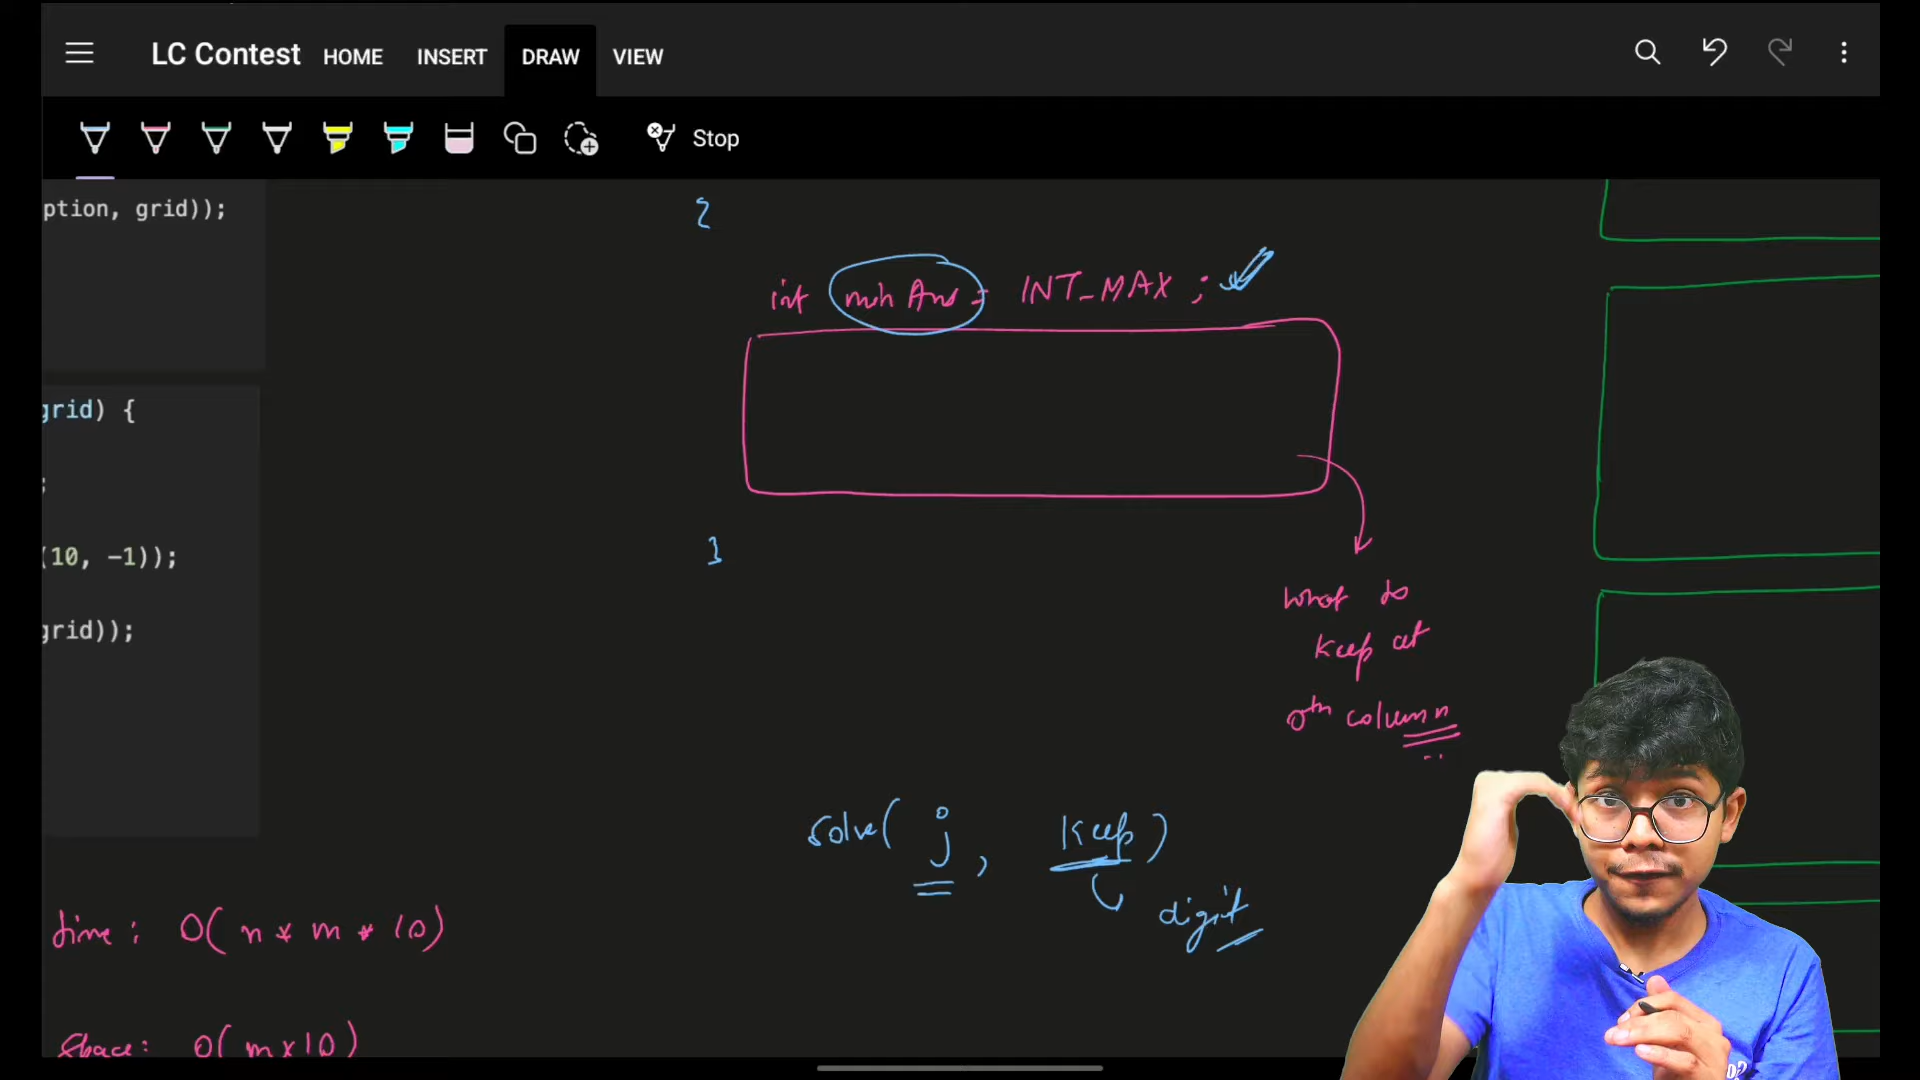 LC Contest HOME INSERT DRAW VIEW
Stop
ption, grid));
{
int minAns = INT_MAX ;
grid) {
;
(10, -1));
}
grid));
what to
keep at
0th column
solve( j , keep )
digit
time : O( n * m * 10 )
space: O( m x 10 )